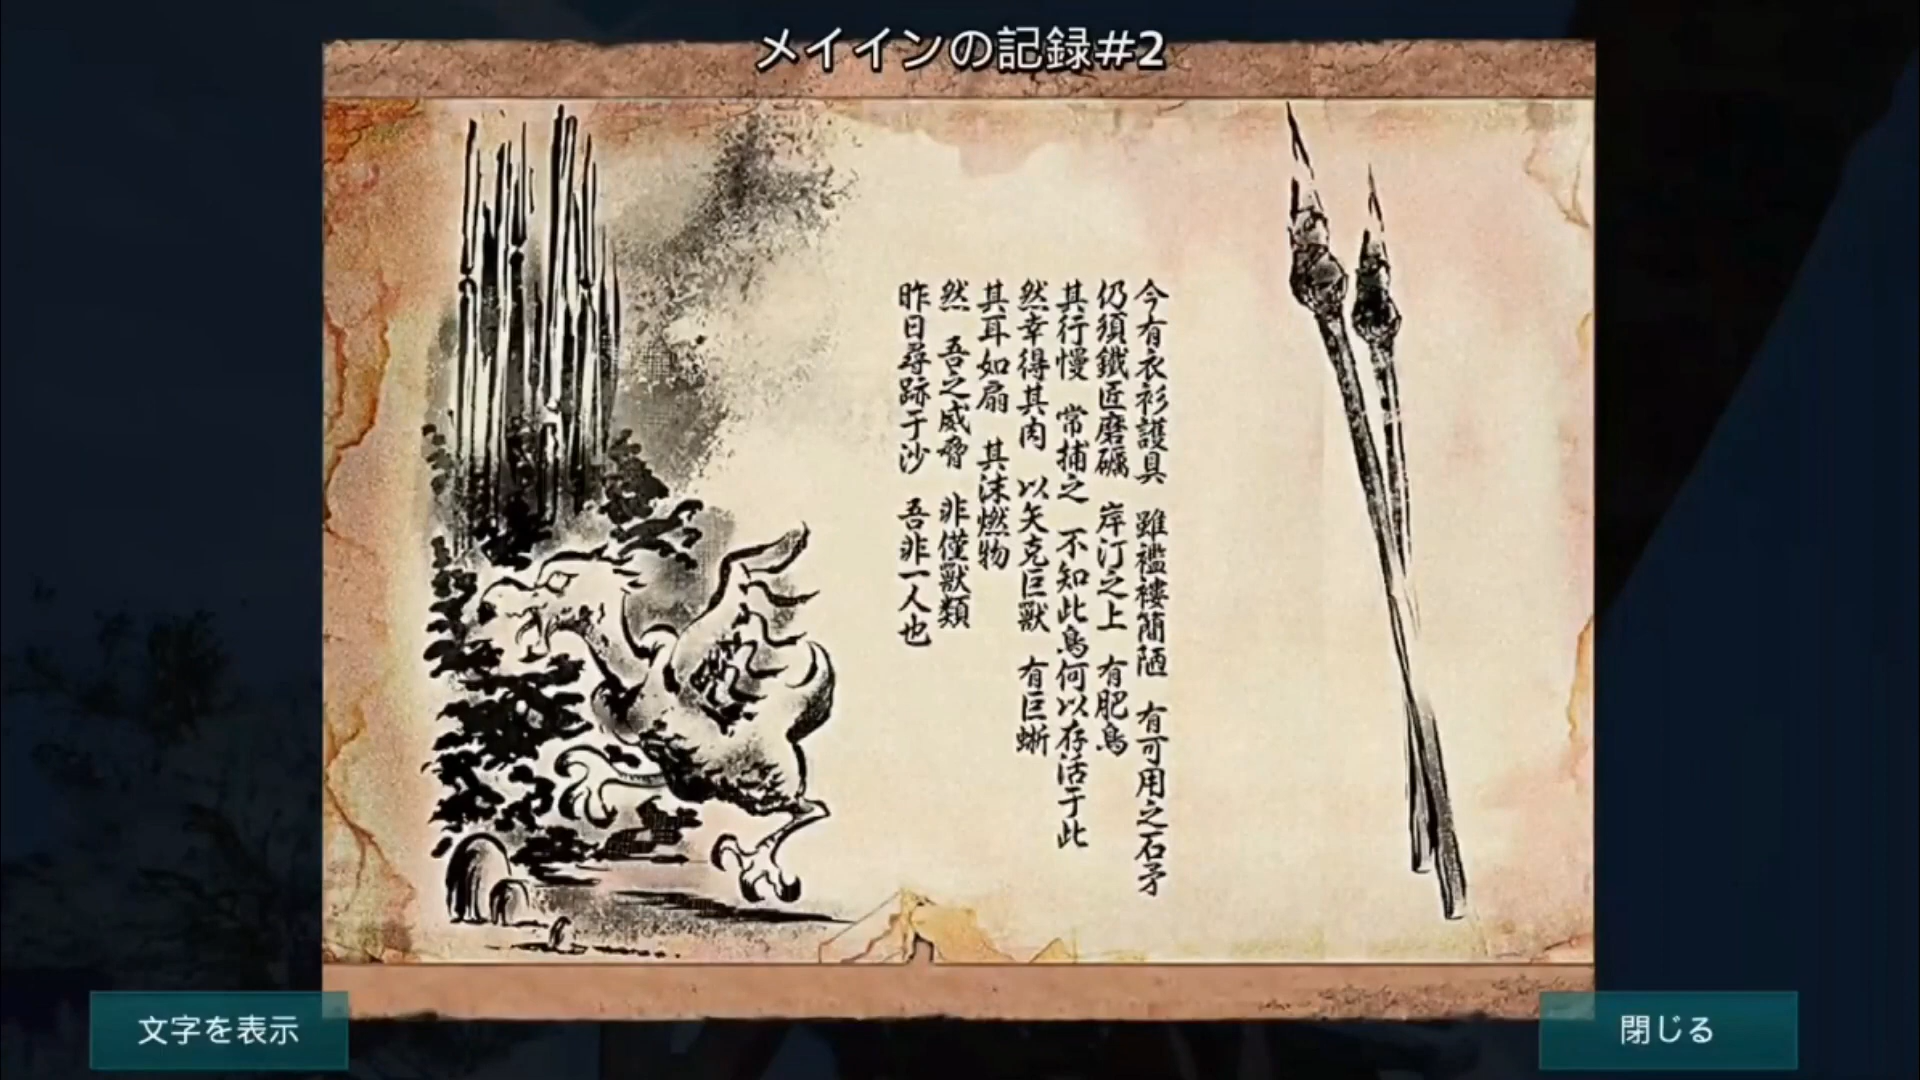 メイインの記録#2
今有衣衫護具　雖襤褸簡陋　有可用之石矛
仍須鐵匠磨礪　岸汀之上　有肥鳥
其行慢　常捕之　不知此鳥何以存活于此
然幸得其肉　以矢克巨獸　有巨蜥
其耳如扇　其沫燃物
然　吾之威脅　非僅獸類
昨日尋跡于沙　吾非一人也
文字を表示
閉じる